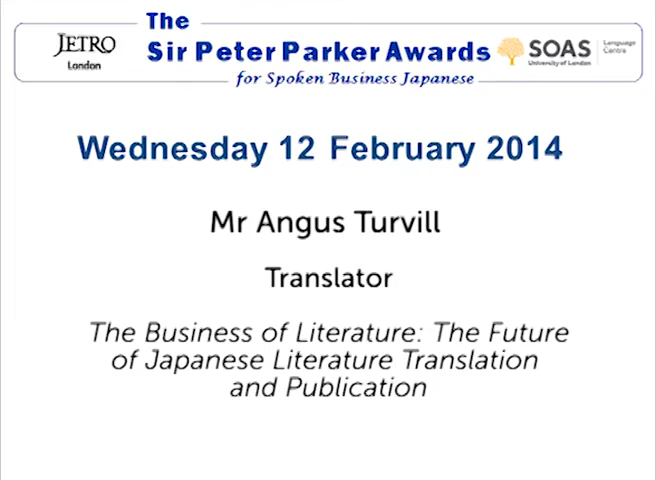 JETRO
London
The
Sir Peter Parker Awards
for Spoken Business Japanese
SOAS
University of London
Language
Centre
Wednesday 12 February 2014
Mr Angus Turvill
Translator
The Business of Literature: The Future
of Japanese Literature Translation
and Publication